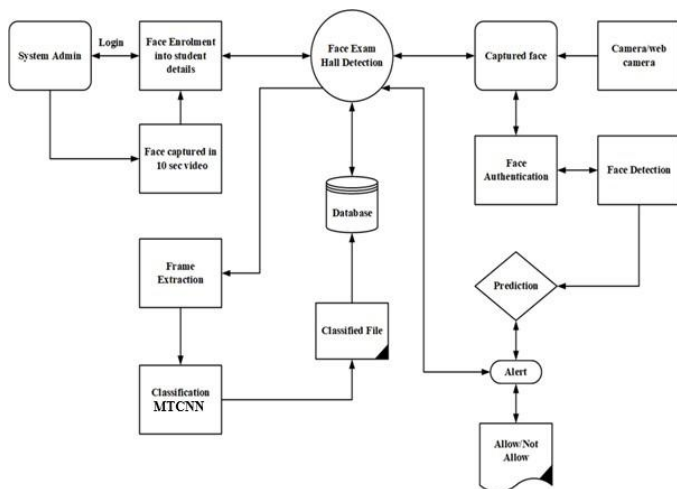 System Admin
Login
Face Enrolment
into student
details
Face Exam
Hall Detection
Captured face
Camera/web
camera
Face captured in
10 sec video
Face
Authentication
Face Detection
Database
Frame
Extraction
Prediction
Classified File
Classification
MTCNN
Alert
Allow/Not
Allow